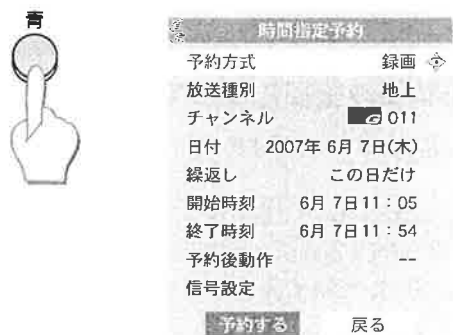 青
時間指定予約
予約方式 録画
放送種別 地上
チャンネル G 011
日付 2007年 6月 7日(木)
繰返し この日だけ
開始時刻 6月 7日11:05
終了時刻 6月 7日11:54
予約後動作 --
信号設定
予約する 戻る